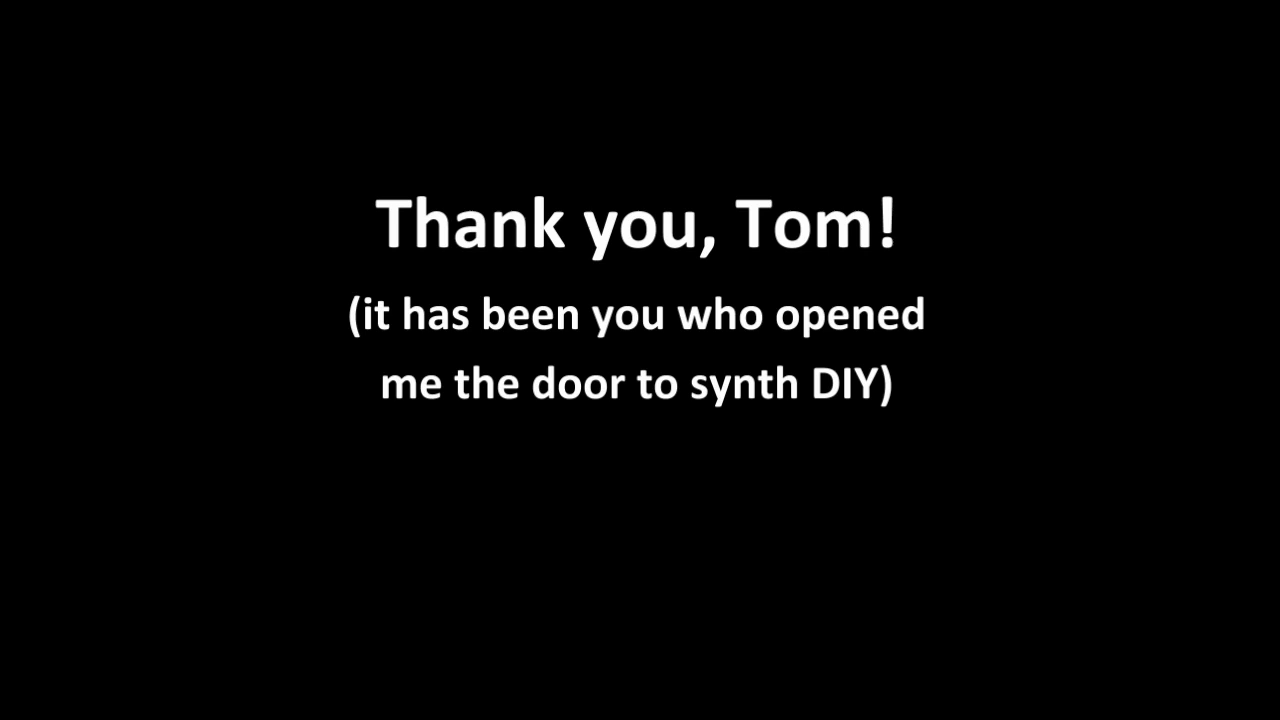 Thank you, Tom!
(it has been you who opened
me the door to synth DIY)